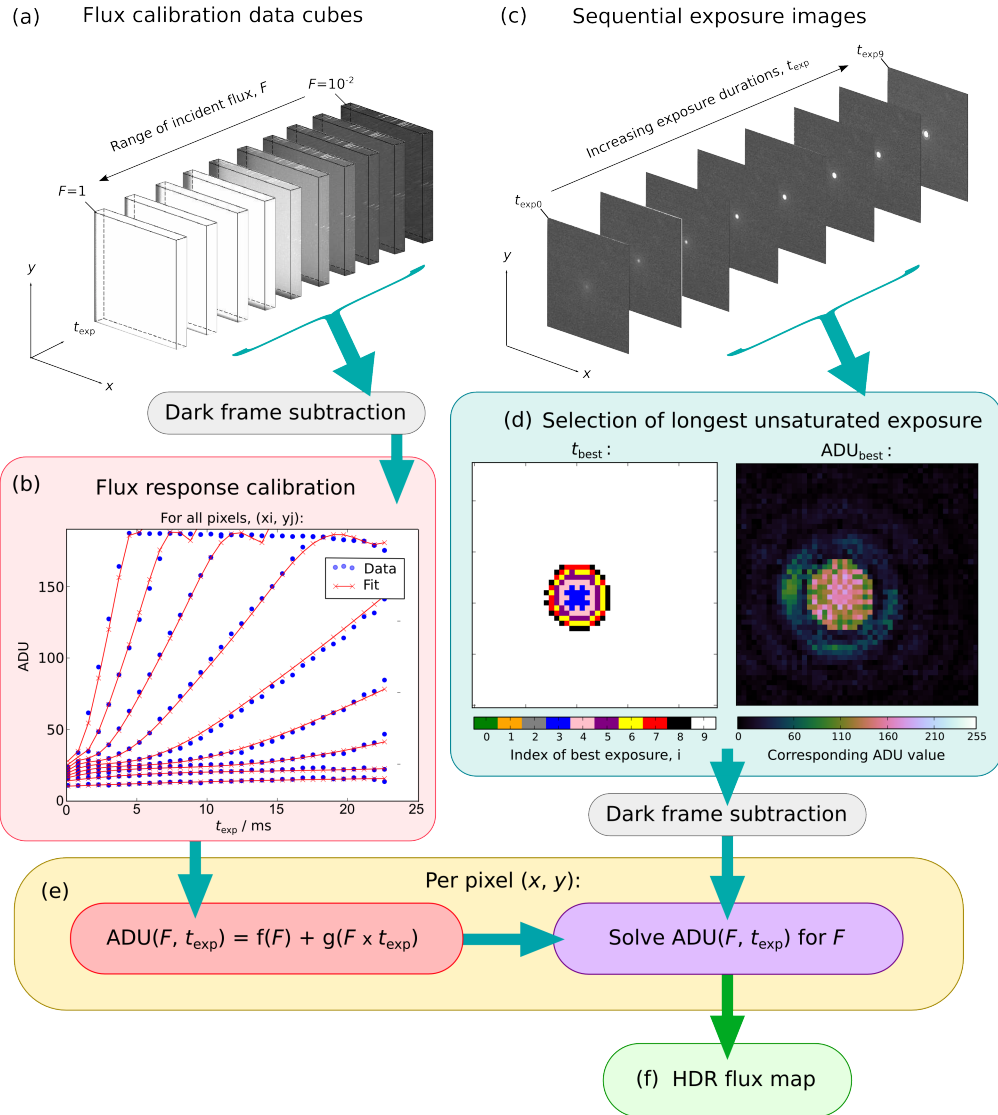 (a) Flux calibration data cubes
F=10⁻²
Range of incident flux, F
F=1
y
t_exp
x
(c) Sequential exposure images
t_exp9
Increasing exposure durations, t_exp
t_exp0
y
x
Dark frame subtraction
(b) Flux response calibration
For all pixels, (xi, yj):
Data
Fit
ADU
150
100
50
0
0 5 10 15 20 25
t_exp / ms
(d) Selection of longest unsaturated exposure
t_best :
ADU_best :
0 1 2 3 4 5 6 7 8 9
Index of best exposure, i
0 60 110 160 210 255
Corresponding ADU value
Dark frame subtraction
(e) Per pixel (x, y):
ADU(F, t_exp) = f(F) + g(F x t_exp)
Solve ADU(F, t_exp) for F
(f) HDR flux map